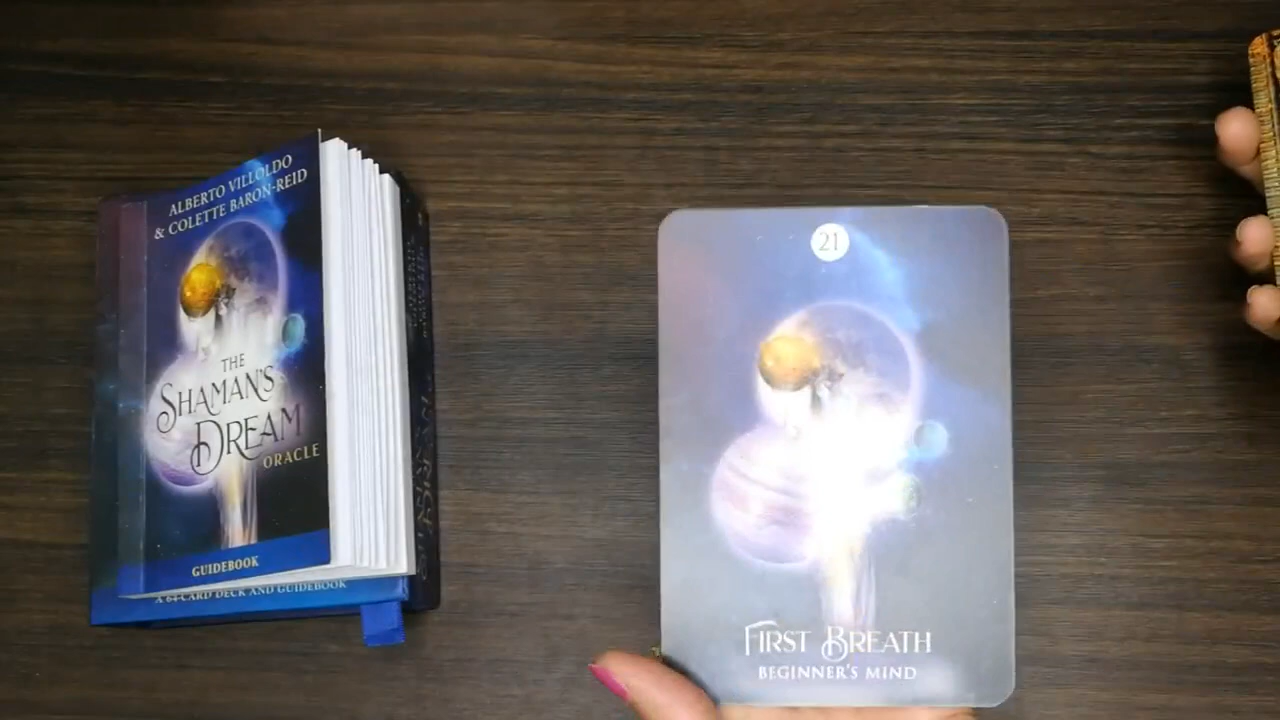 ALBERTO VILLOLDO
& COLETTE BARON-REID
THE
SHAMAN'S
DREAM
ORACLE
GUIDEBOOK
A 64-CARD DECK AND GUIDEBOOK
21
FIRST BREATH
BEGINNER'S MIND